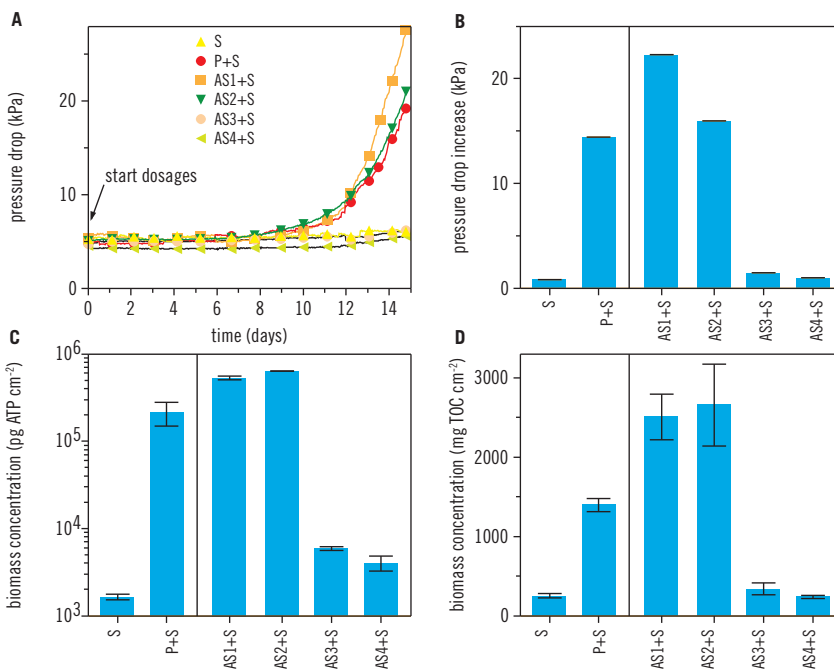 A
pressure drop (kPa)
20
10
0
S
P+S
AS1+S
AS2+S
AS3+S
AS4+S
start dosages
0 2 4 6 8 10 12 14
time (days)
B
pressure drop increase (kPa)
20
10
0
S
P+S
AS1+S
AS2+S
AS3+S
AS4+S
C
biomass concentration (pg ATP cm⁻²)
10⁶
10⁵
10⁴
10³
S
P+S
AS1+S
AS2+S
AS3+S
AS4+S
D
biomass concentration (mg TOC cm⁻²)
3000
2400
1000
0
S
P+S
AS1+S
AS2+S
AS3+S
AS4+S